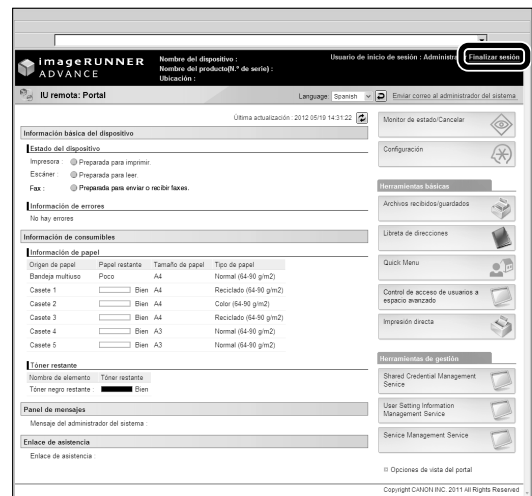 imageRUNNER
ADVANCE
Nombre del dispositivo :
Nombre del producto(N.º de serie) :
Ubicación :
Usuario de inicio de sesión : Administra
Finalizar sesión
IU remota: Portal
Language: Spanish
Enviar correo al administrador del sistema
Última actualización : 2012 05/19 14:31:22
Información básica del dispositivo
Estado del dispositivo
Impresora : Preparada para imprimir.
Escáner : Preparada para leer.
Fax : Preparada para enviar o recibir faxes.
Información de errores
No hay errores
Información de consumibles
Información de papel
Origen de papel Papel restante Tamaño de papel Tipo de papel
Bandeja multiuso Poco A4 Normal (64-90 g/m2)
Casete 1 Bien A4 Reciclado (64-90 g/m2)
Casete 2 Bien A4 Color (64-90 g/m2)
Casete 3 Bien A4 Reciclado (64-90 g/m2)
Casete 4 Bien A3 Normal (64-90 g/m2)
Casete 5 Bien A3 Normal (64-90 g/m2)
Tóner restante
Nombre de elemento Tóner restante
Tóner negro restante : Bien
Panel de mensajes
Mensaje del administrador del sistema :
Enlace de asistencia
Enlace de asistencia :
Monitor de estado/Cancelar
Configuración
Herramientas básicas
Archivos recibidos/guardados
Libreta de direcciones
Quick Menu
Control de acceso de usuarios a
espacio avanzado
Impresión directa
Herramientas de gestión
Shared Credential Management
Service
User Setting Information
Management Service
Service Management Service
Opciones de vista del portal
Copyright CANON INC. 2011 All Rights Reserved